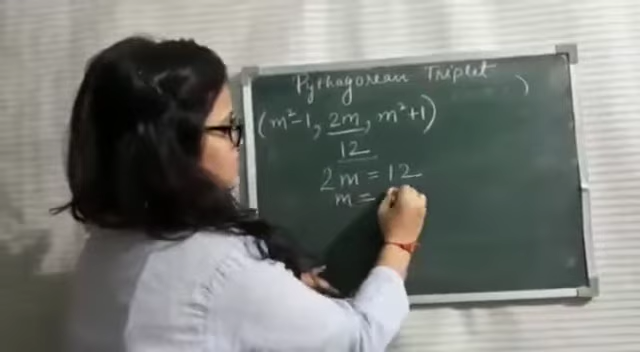 Pythagorean Triplet
(m²-1, 2m, m²+1)
12
2m = 12
m =